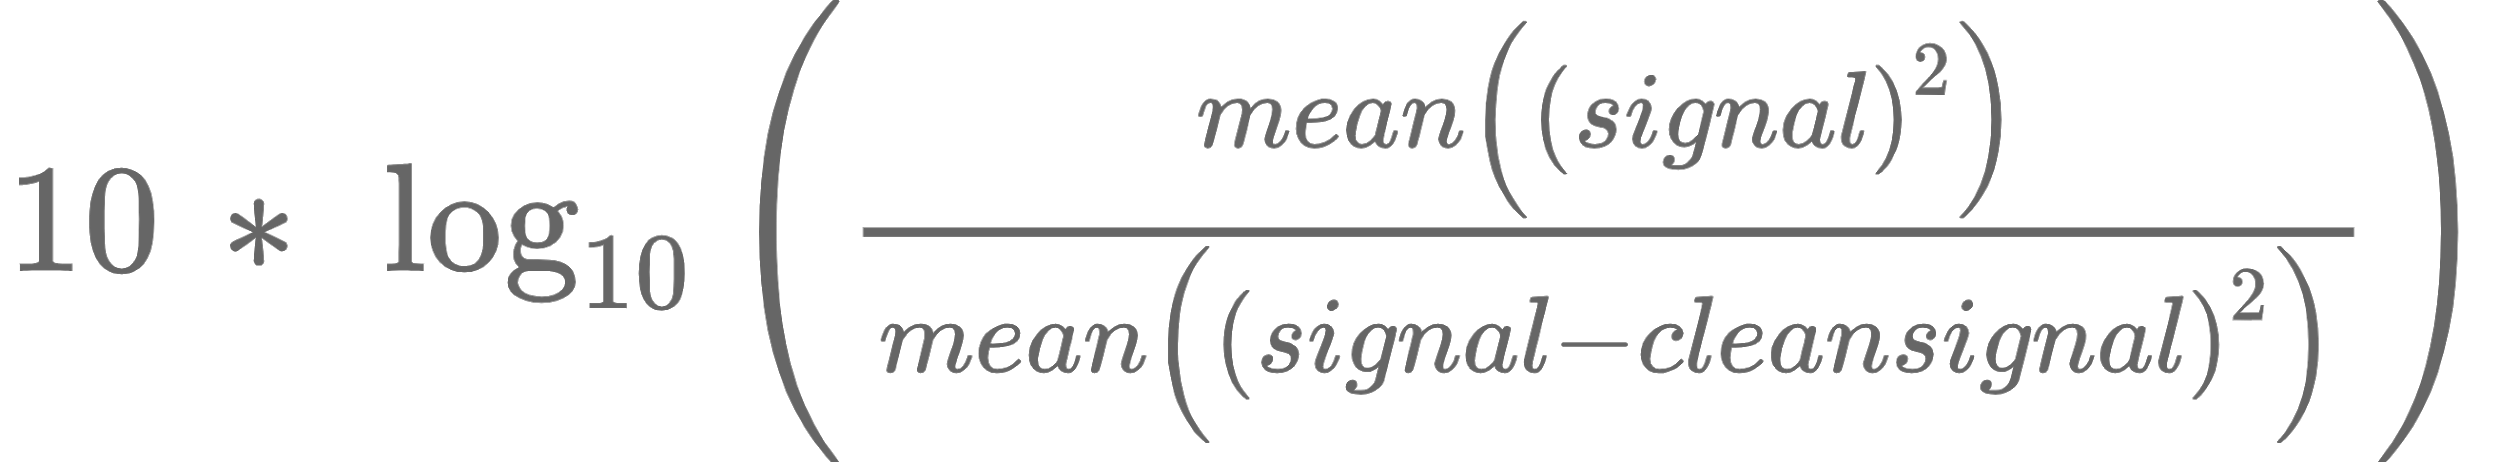 10 * log₁₀ ( mean((signal)²) / mean((signal−cleansignal)²) )